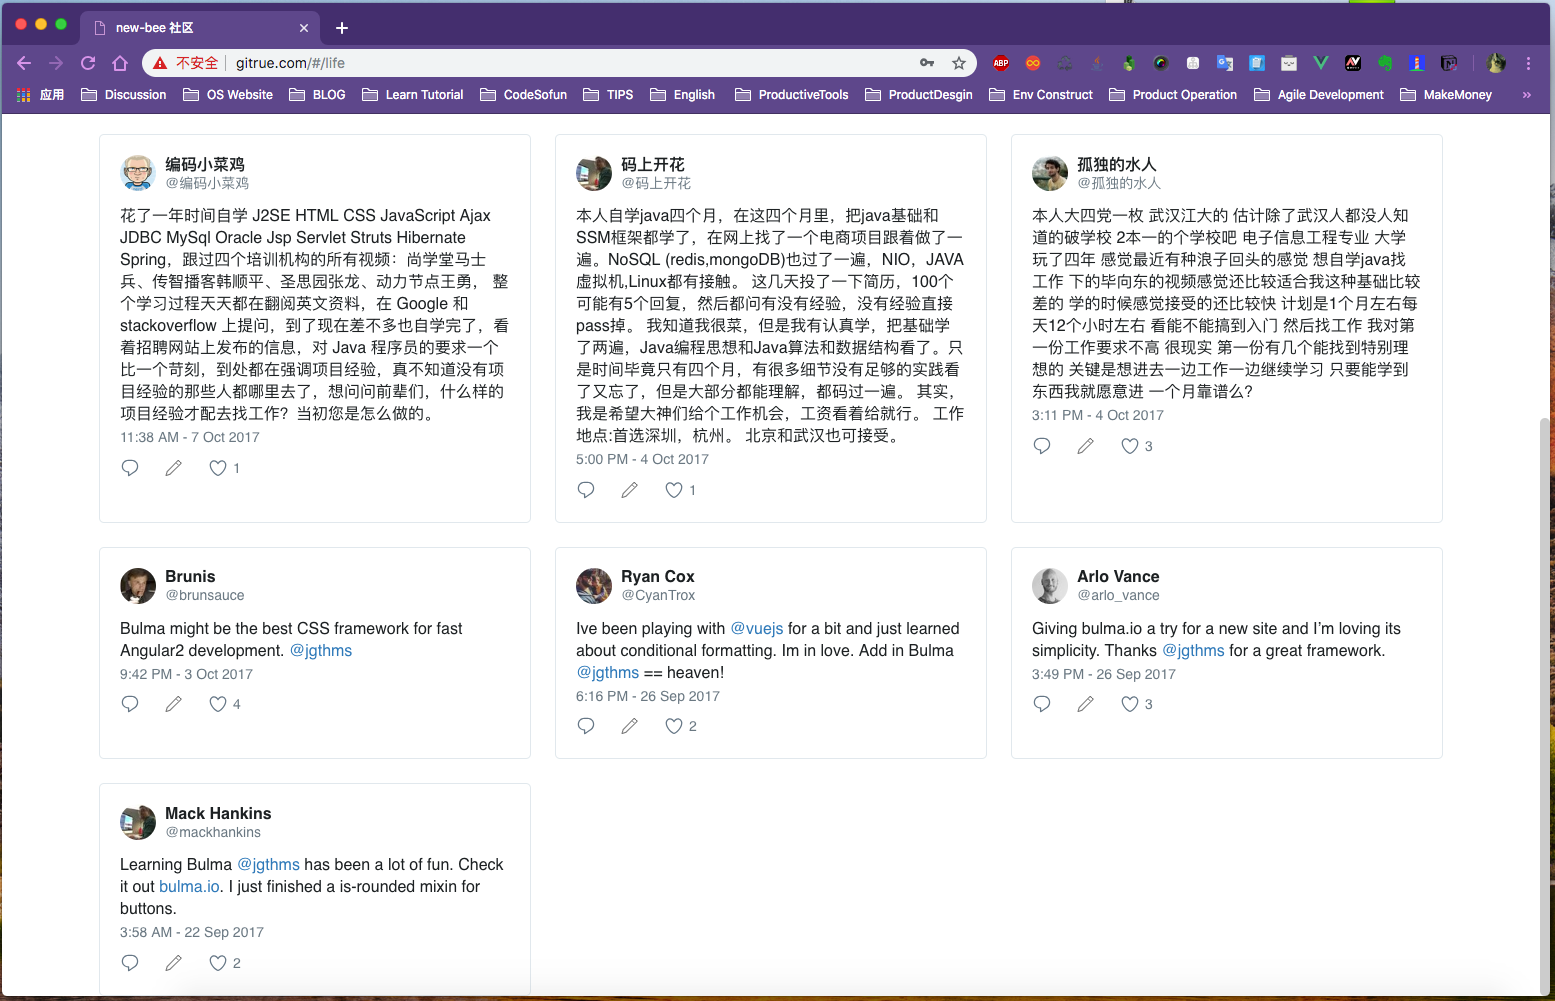 new-bee 社区
不安全 gitrue.com/#/life
ABP
应用 Discussion OS Website BLOG Learn Tutorial CodeSofun TIPS English ProductiveTools ProductDesgin Env Construct Product Operation Agile Development MakeMoney »
编码小菜鸡
@编码小菜鸡
花了一年时间自学 J2SE HTML CSS JavaScript Ajax
JDBC MySql Oracle Jsp Servlet Struts Hibernate
Spring，跟过四个培训机构的所有视频：尚学堂马士
兵、传智播客韩顺平、圣思园张龙、动力节点王勇， 整
个学习过程天天都在翻阅英文资料，在 Google 和
stackoverflow 上提问，到了现在差不多也自学完了，看
着招聘网站上发布的信息，对 Java 程序员的要求一个
比一个苛刻，到处都在强调项目经验，真不知道没有项
目经验的那些人都哪里去了，想问问前辈们，什么样的
项目经验才配去找工作？当初您是怎么做的。
11:38 AM - 7 Oct 2017
1
码上开花
@码上开花
本人自学java四个月，在这四个月里，把java基础和
SSM框架都学了，在网上找了一个电商项目跟着做了一
遍。NoSQL (redis,mongoDB)也过了一遍，NIO，JAVA
虚拟机,Linux都有接触。 这几天投了一下简历，100个
可能有5个回复，然后都问有没有经验，没有经验直接
pass掉。 我知道我很菜，但是我有认真学，把基础学
了两遍，Java编程思想和Java算法和数据结构看了。只
是时间毕竟只有四个月，有很多细节没有足够的实践看
了又忘了，但是大部分都能理解，都码过一遍。 其实，
我是希望大神们给个工作机会，工资看着给就行。 工作
地点:首选深圳，杭州。 北京和武汉也可接受。
5:00 PM - 4 Oct 2017
1
孤独的水人
@孤独的水人
本人大四党一枚 武汉江大的 估计除了武汉人都没人知
道的破学校 2本一的个学校吧 电子信息工程专业 大学
玩了四年 感觉最近有种浪子回头的感觉 想自学java找
工作 下的毕向东的视频感觉还比较适合我这种基础比较
差的 学的时候感觉接受的还比较快 计划是1个月左右每
天12个小时左右 看能不能搞到入门 然后找工作 我对第
一份工作要求不高 很现实 第一份有几个能找到特别理
想的 关键是想进去一边工作一边继续学习 只要能学到
东西我就愿意进 一个月靠谱么?
3:11 PM - 4 Oct 2017
3
Brunis
@brunsauce
Bulma might be the best CSS framework for fast
Angular2 development. @jgthms
9:42 PM - 3 Oct 2017
4
Ryan Cox
@CyanTrox
Ive been playing with @vuejs for a bit and just learned
about conditional formatting. Im in love. Add in Bulma
@jgthms == heaven!
6:16 PM - 26 Sep 2017
2
Arlo Vance
@arlo_vance
Giving bulma.io a try for a new site and I’m loving its
simplicity. Thanks @jgthms for a great framework.
3:49 PM - 26 Sep 2017
3
Mack Hankins
@mackhankins
Learning Bulma @jgthms has been a lot of fun. Check
it out bulma.io. I just finished a is-rounded mixin for
buttons.
3:58 AM - 22 Sep 2017
2